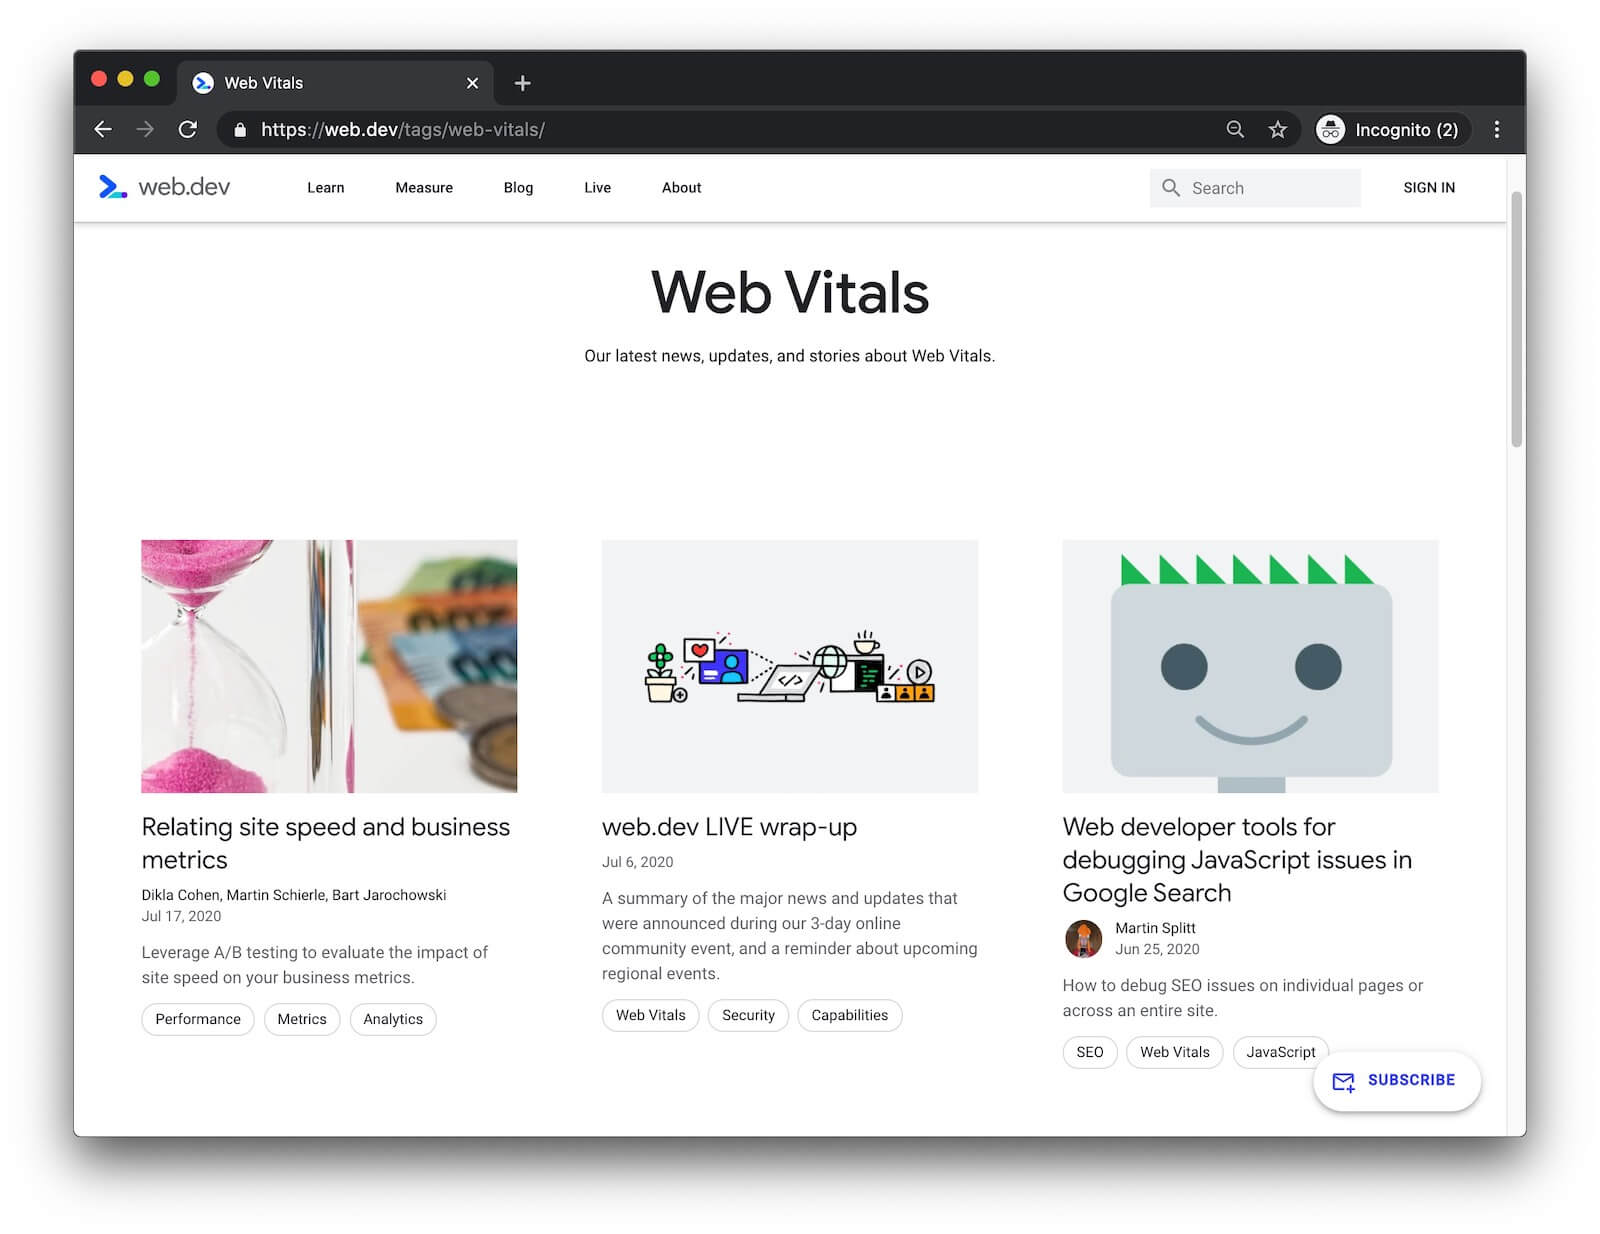 Web Vitals
https://web.dev/tags/web-vitals/
Incognito (2)
web.dev
Learn
Measure
Blog
Live
About
Search
SIGN IN
Web Vitals
Our latest news, updates, and stories about Web Vitals.
Relating site speed and business
metrics
Dikla Cohen, Martin Schierle, Bart Jarochowski
Jul 17, 2020
Leverage A/B testing to evaluate the impact of
site speed on your business metrics.
Performance
Metrics
Analytics
web.dev LIVE wrap-up
Jul 6, 2020
A summary of the major news and updates that
were announced during our 3-day online
community event, and a reminder about upcoming
regional events.
Web Vitals
Security
Capabilities
Web developer tools for
debugging JavaScript issues in
Google Search
Martin Splitt
Jun 25, 2020
How to debug SEO issues on individual pages or
across an entire site.
SEO
Web Vitals
JavaScript
SUBSCRIBE